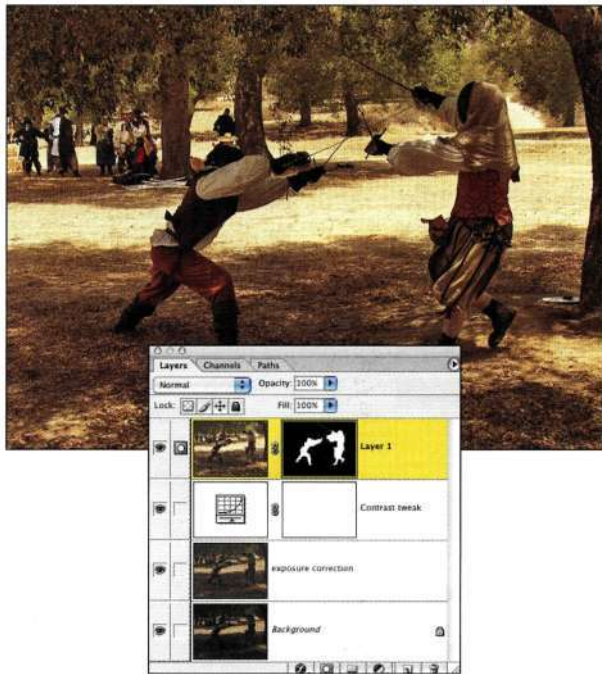 Layers Channels Paths
Normal Opacity: 100%
Lock: Fill: 100%
Layer 1
Contrast tweak
exposure correction
Background